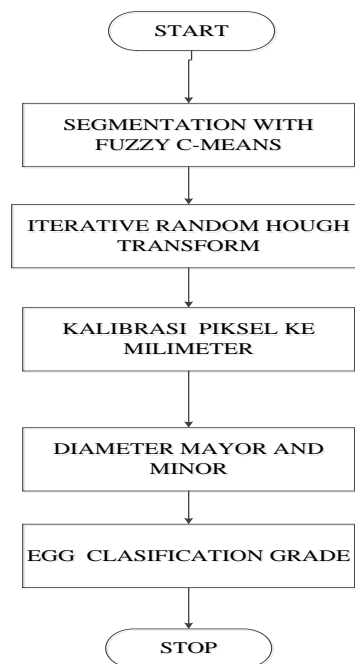 START
SEGMENTATION WITH
FUZZY C-MEANS
ITERATIVE RANDOM HOUGH
TRANSFORM
KALIBRASI PIKSEL KE
MILIMETER
DIAMETER MAYOR AND
MINOR
EGG CLASIFICATION GRADE
STOP